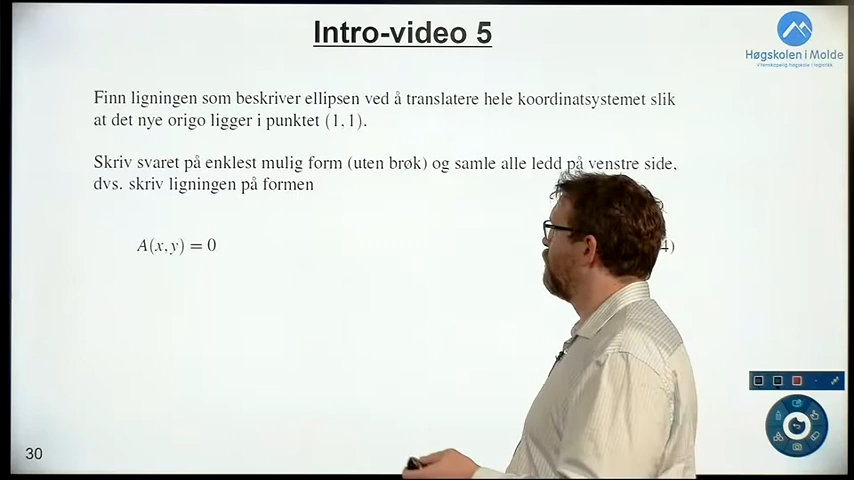 Intro-video 5
Høgskolen i Molde
Vitenskapelig høgskole i logistikk
Finn ligningen som beskriver ellipsen ved å translatere hele koordinatsystemet slik
at det nye origo ligger i punktet (1,1).
Skriv svaret på enklest mulig form (uten brøk) og samle alle ledd på venstre side,
dvs. skriv ligningen på formen
A(x,y) = 0
4)
30